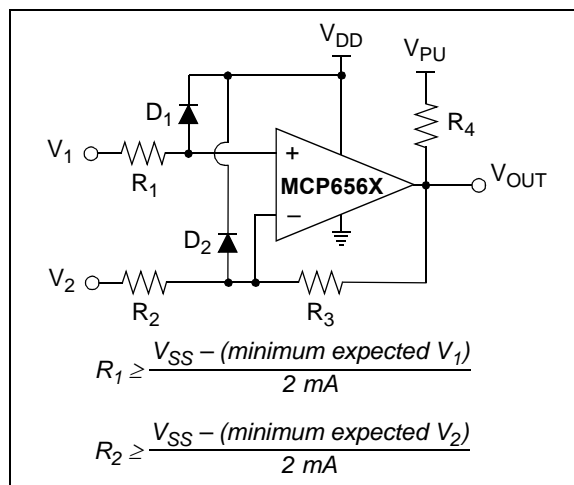 V_DD
V_PU
D_1
R_4
V_1
R_1
+
MCP656X
V_OUT
−
D_2
V_2
R_2
R_3
R_1 ≥ V_SS – (minimum expected V_1) / 2 mA
R_2 ≥ V_SS – (minimum expected V_2) / 2 mA